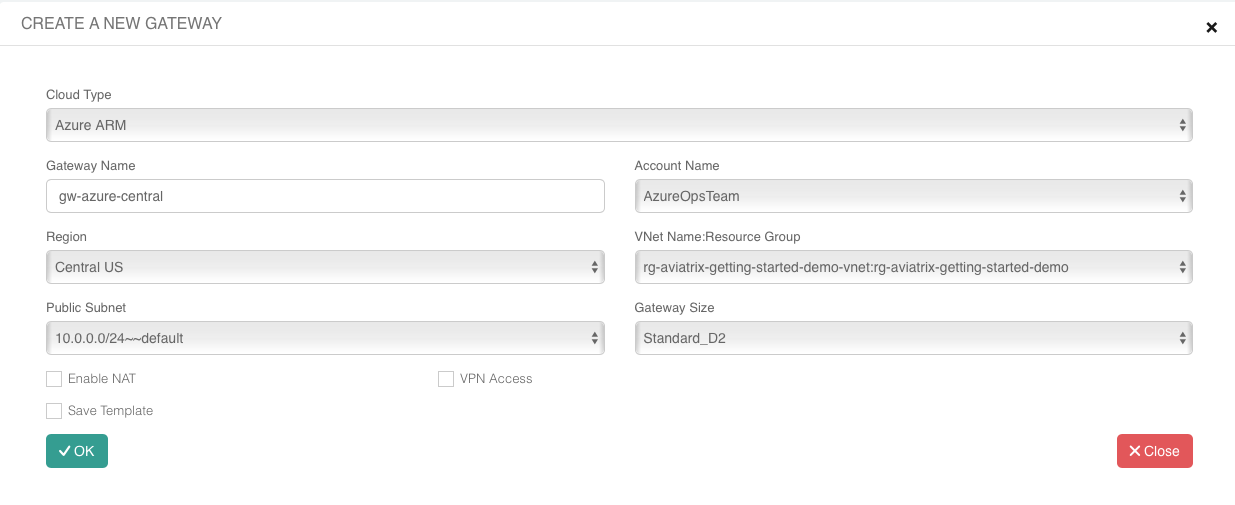 CREATE A NEW GATEWAY
Cloud Type
Azure ARM
Gateway Name
Account Name
gw-azure-central
AzureOpsTeam
Region
VNet Name:Resource Group
Central US
rg-aviatrix-getting-started-demo-vnet:rg-aviatrix-getting-started-demo
Public Subnet
Gateway Size
10.0.0.0/24~~default
Standard_D2
Enable NAT
VPN Access
Save Template
OK
Close